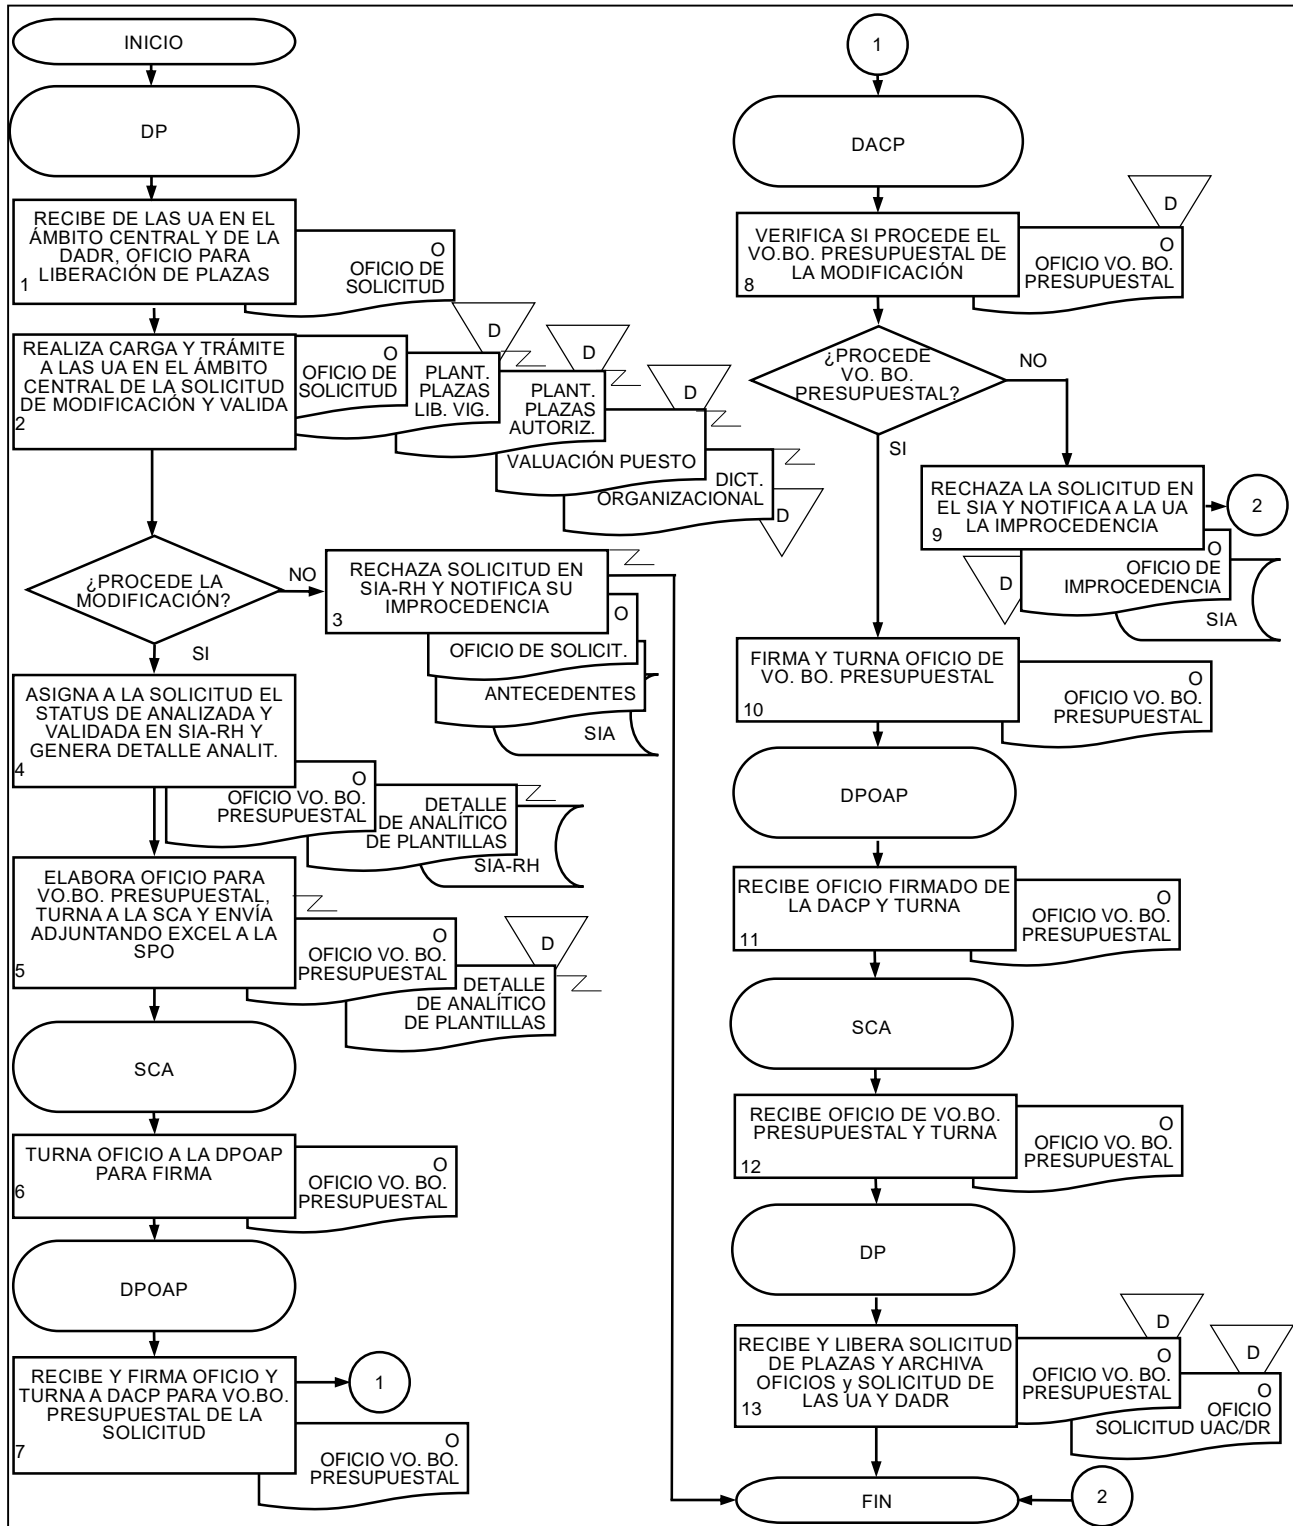 INICIO
DP
RECIBE DE LAS UA EN EL
ÁMBITO CENTRAL Y DE LA
DADR, OFICIO PARA
LIBERACIÓN DE PLAZAS
1
O
OFICIO DE
SOLICITUD
REALIZA CARGA Y TRÁMITE
A LAS UA EN EL ÁMBITO
CENTRAL DE LA SOLICITUD
DE MODIFICACIÓN Y VALIDA
2
O
OFICIO DE
SOLICITUD
D
PLANT.
PLAZAS
LIB. VIG.
D
PLANT.
PLAZAS
AUTORIZ.
D
VALUACIÓN PUESTO
DICT.
ORGANIZACIONAL
D
¿PROCEDE LA
MODIFICACIÓN?
NO
SI
RECHAZA SOLICITUD EN
SIA-RH Y NOTIFICA SU
IMPROCEDENCIA
3
O
OFICIO DE SOLICIT.
ANTECEDENTES
SIA
ASIGNA A LA SOLICITUD EL
STATUS DE ANALIZADA Y
VALIDADA EN SIA-RH Y
GENERA DETALLE ANALIT.
4
O
OFICIO VO. BO.
PRESUPUESTAL
DETALLE
DE ANALÍTICO
DE PLANTILLAS
SIA-RH
ELABORA OFICIO PARA
VO.BO. PRESUPUESTAL,
TURNA A LA SCA Y ENVÍA
ADJUNTANDO EXCEL A LA
SPO
5
O
OFICIO VO. BO.
PRESUPUESTAL
D
DETALLE
DE ANALÍTICO
DE PLANTILLAS
SCA
TURNA OFICIO A LA DPOAP
PARA FIRMA
6
O
OFICIO VO. BO.
PRESUPUESTAL
DPOAP
RECIBE Y FIRMA OFICIO Y
TURNA A DACP PARA VO.BO.
PRESUPUESTAL DE LA
SOLICITUD
7
1
O
OFICIO VO. BO.
PRESUPUESTAL
1
DACP
VERIFICA SI PROCEDE EL
VO.BO. PRESUPUESTAL DE
LA MODIFICACIÓN
8
D
O
OFICIO VO. BO.
PRESUPUESTAL
¿PROCEDE
VO. BO.
PRESUPUESTAL?
NO
SI
RECHAZA LA SOLICITUD EN
EL SIA Y NOTIFICA A LA UA
LA IMPROCEDENCIA
9
2
D
O
OFICIO DE
IMPROCEDENCIA
SIA
FIRMA Y TURNA OFICIO DE
VO. BO. PRESUPUESTAL
10
O
OFICIO VO. BO.
PRESUPUESTAL
DPOAP
RECIBE OFICIO FIRMADO DE
LA DACP Y TURNA
11
O
OFICIO VO. BO.
PRESUPUESTAL
SCA
RECIBE OFICIO DE VO.BO.
PRESUPUESTAL Y TURNA
12
O
OFICIO VO. BO.
PRESUPUESTAL
DP
RECIBE Y LIBERA SOLICITUD
DE PLAZAS Y ARCHIVA
OFICIOS y SOLICITUD DE
LAS UA Y DADR
13
D
O
OFICIO VO. BO.
PRESUPUESTAL
D
O
OFICIO
SOLICITUD UAC/DR
FIN
2